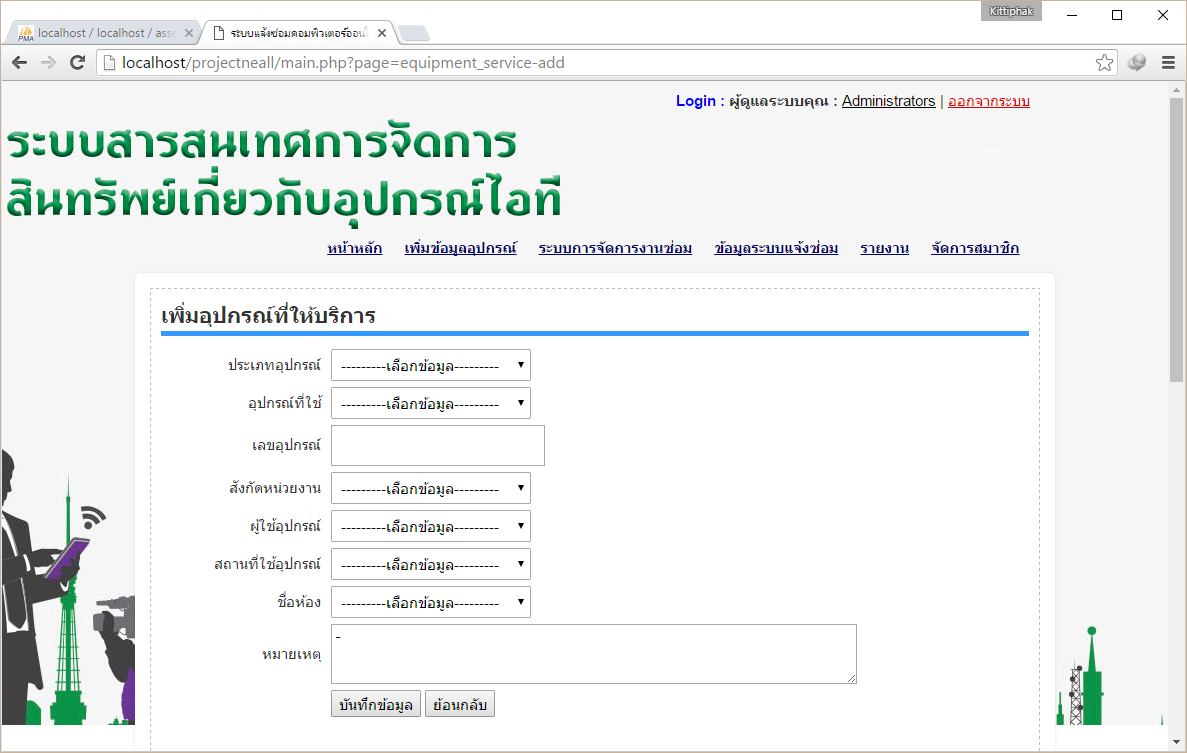 Kittiphak
PMA localhost / localhost / ass
ระบบแจ้งซ่อมคอมพิวเตอร์ออนไ
localhost/projectneall/main.php?page=equipment_service-add
Login : ผู้ดูแลระบบคุณ : Administrators | ออกจากระบบ
ระบบสารสนเทศการจัดการ
สินทรัพย์เกี่ยวกับอุปกรณ์ไอที
หน้าหลัก เพิ่มข้อมูลอุปกรณ์ ระบบการจัดการงานซ่อม ข้อมูลระบบแจ้งซ่อม รายงาน จัดการสมาชิก
เพิ่มอุปกรณ์ที่ให้บริการ
ประเภทอุปกรณ์ ---------เลือกข้อมูล---------
อุปกรณ์ที่ใช้ ---------เลือกข้อมูล---------
เลขอุปกรณ์
สังกัดหน่วยงาน ---------เลือกข้อมูล---------
ผู้ใช้อุปกรณ์ ---------เลือกข้อมูล---------
สถานที่ใช้อุปกรณ์ ---------เลือกข้อมูล---------
ชื่อห้อง ---------เลือกข้อมูล---------
หมายเหตุ -
บันทึกข้อมูล ย้อนกลับ